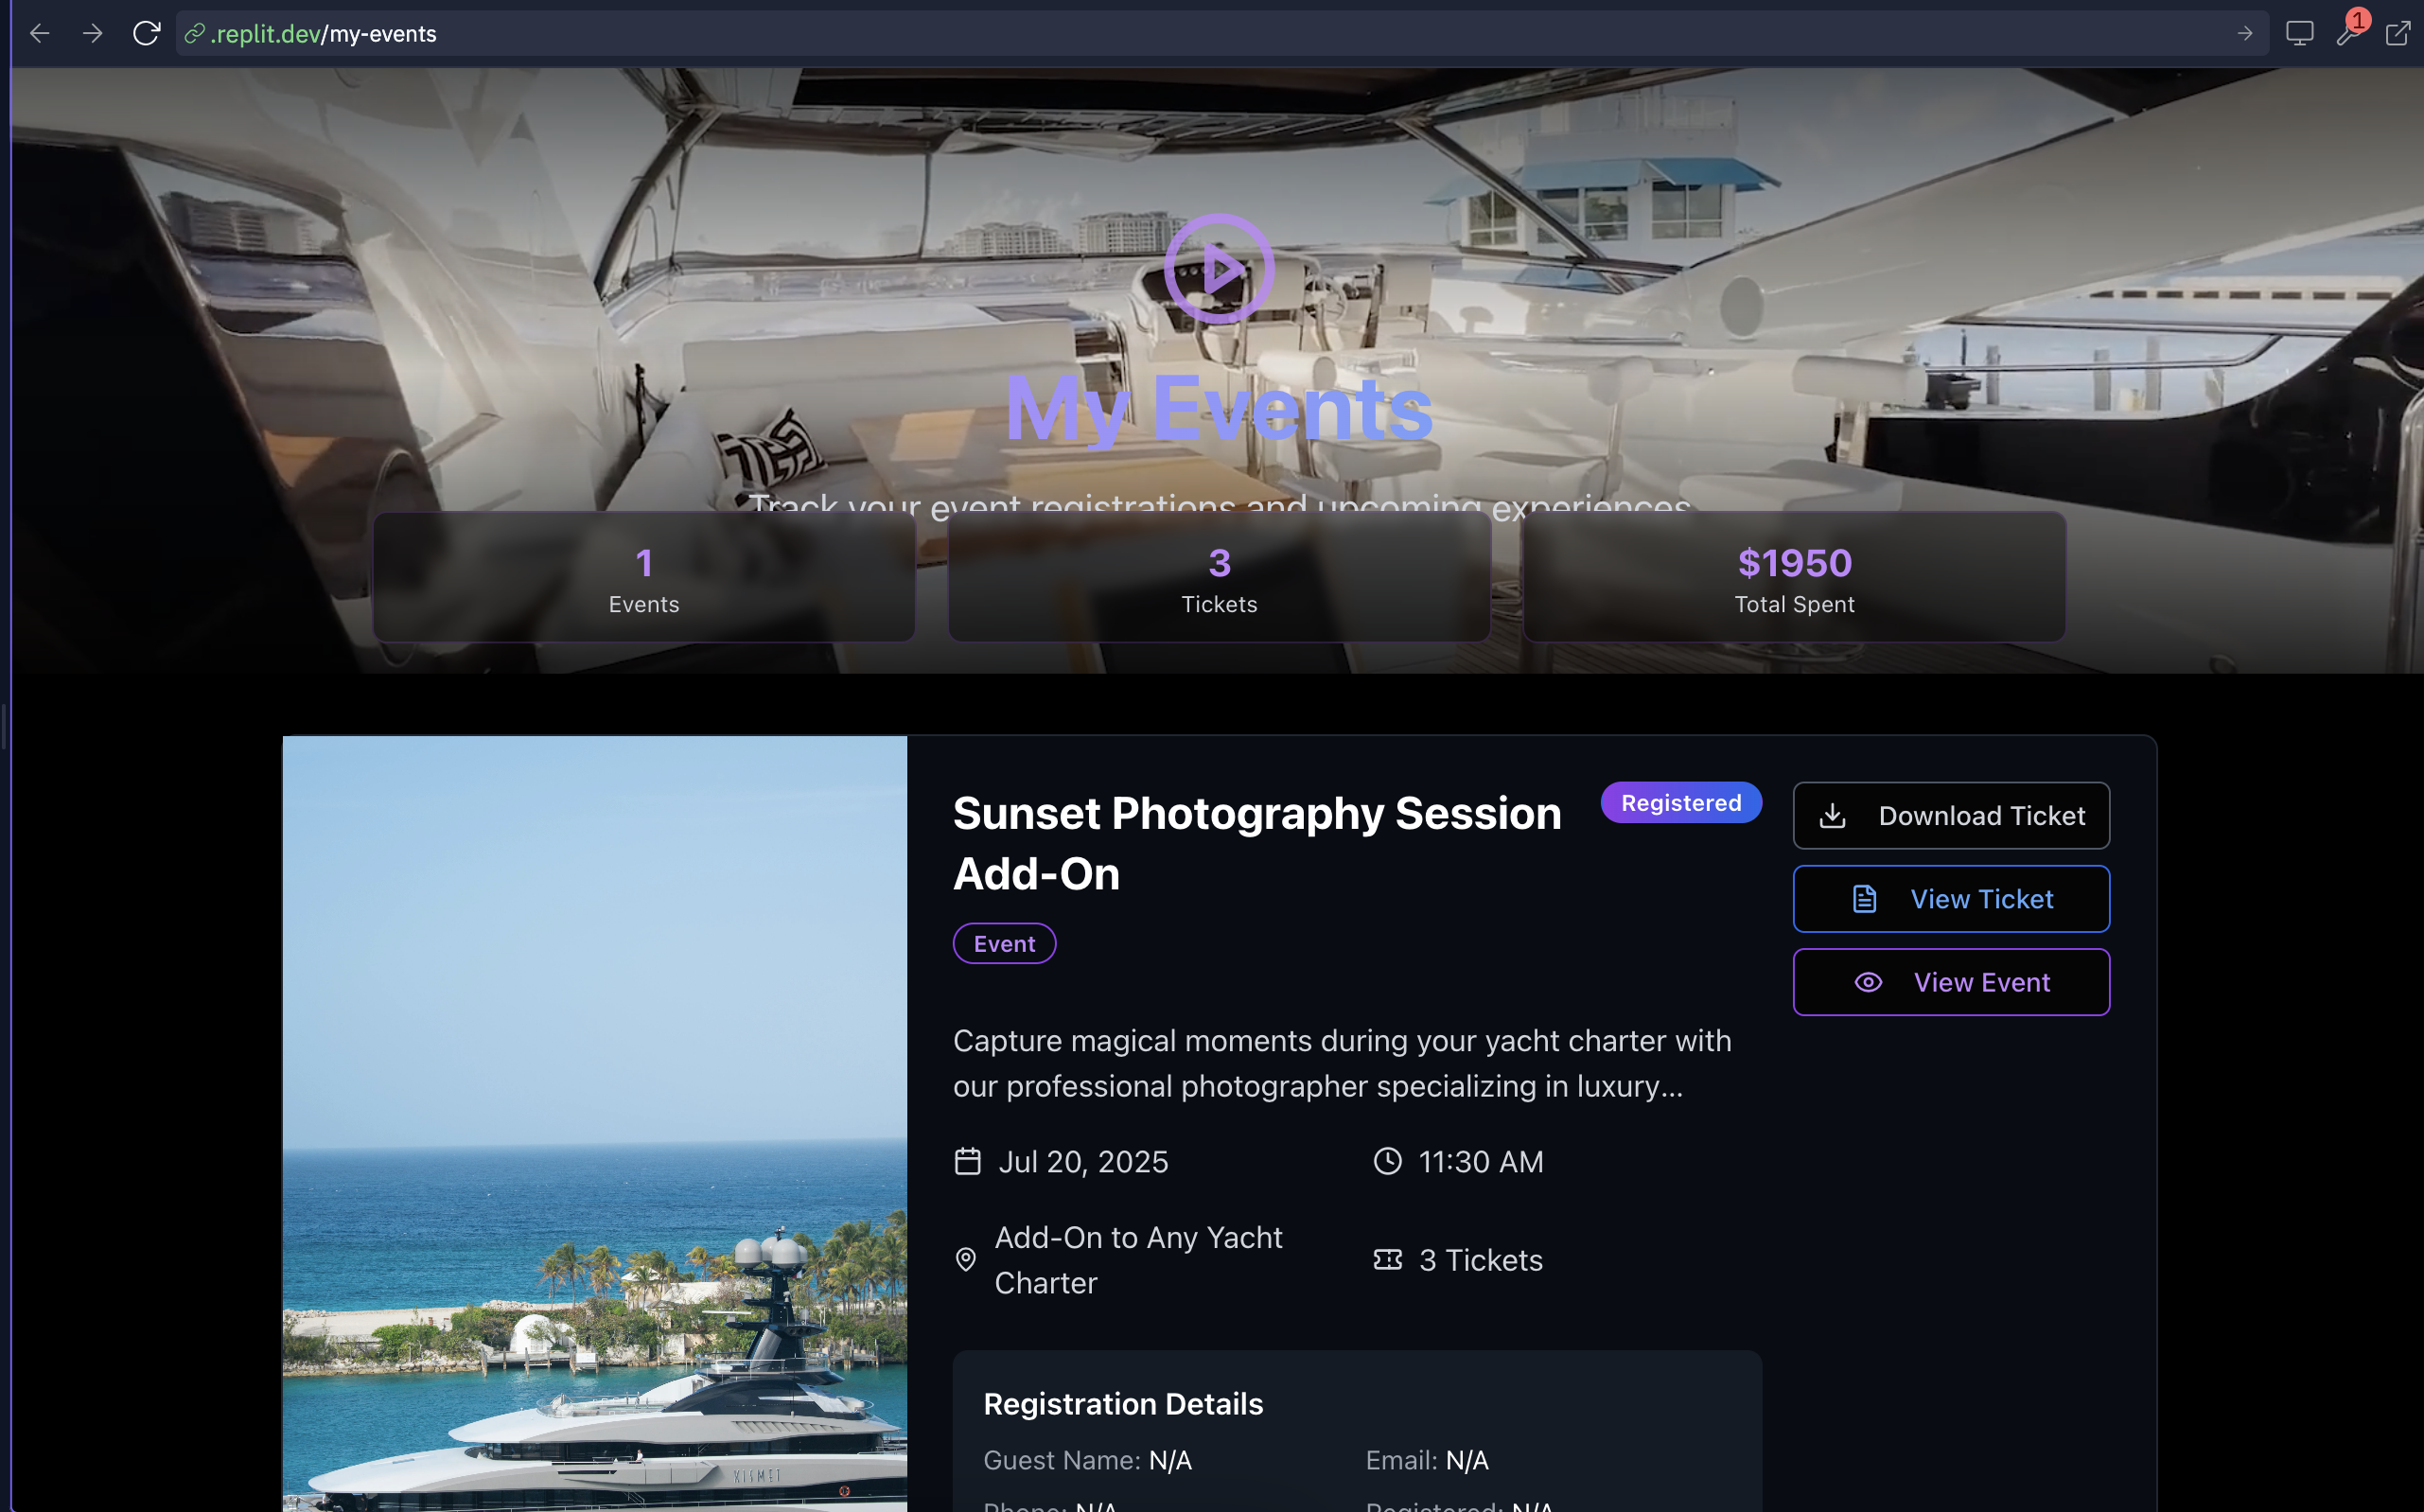 .replit.dev/my-events
1
My Events
Track your event registrations and upcoming experiences
1
Events
3
Tickets
$1950
Total Spent
Sunset Photography Session
Add-On
Registered
Event
Download Ticket
View Ticket
View Event
Capture magical moments during your yacht charter with
our professional photographer specializing in luxury...
Jul 20, 2025
11:30 AM
Add-On to Any Yacht
Charter
3 Tickets
Registration Details
Guest Name: N/A
Email: N/A
Phone: N/A
Registered: N/A
KISMET